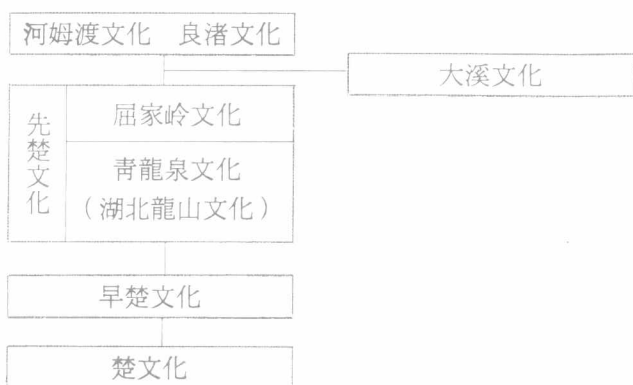 河姆渡文化 良渚文化
大溪文化
先楚文化
屈家岭文化
青龍泉文化
（湖北龍山文化）
早楚文化
楚文化